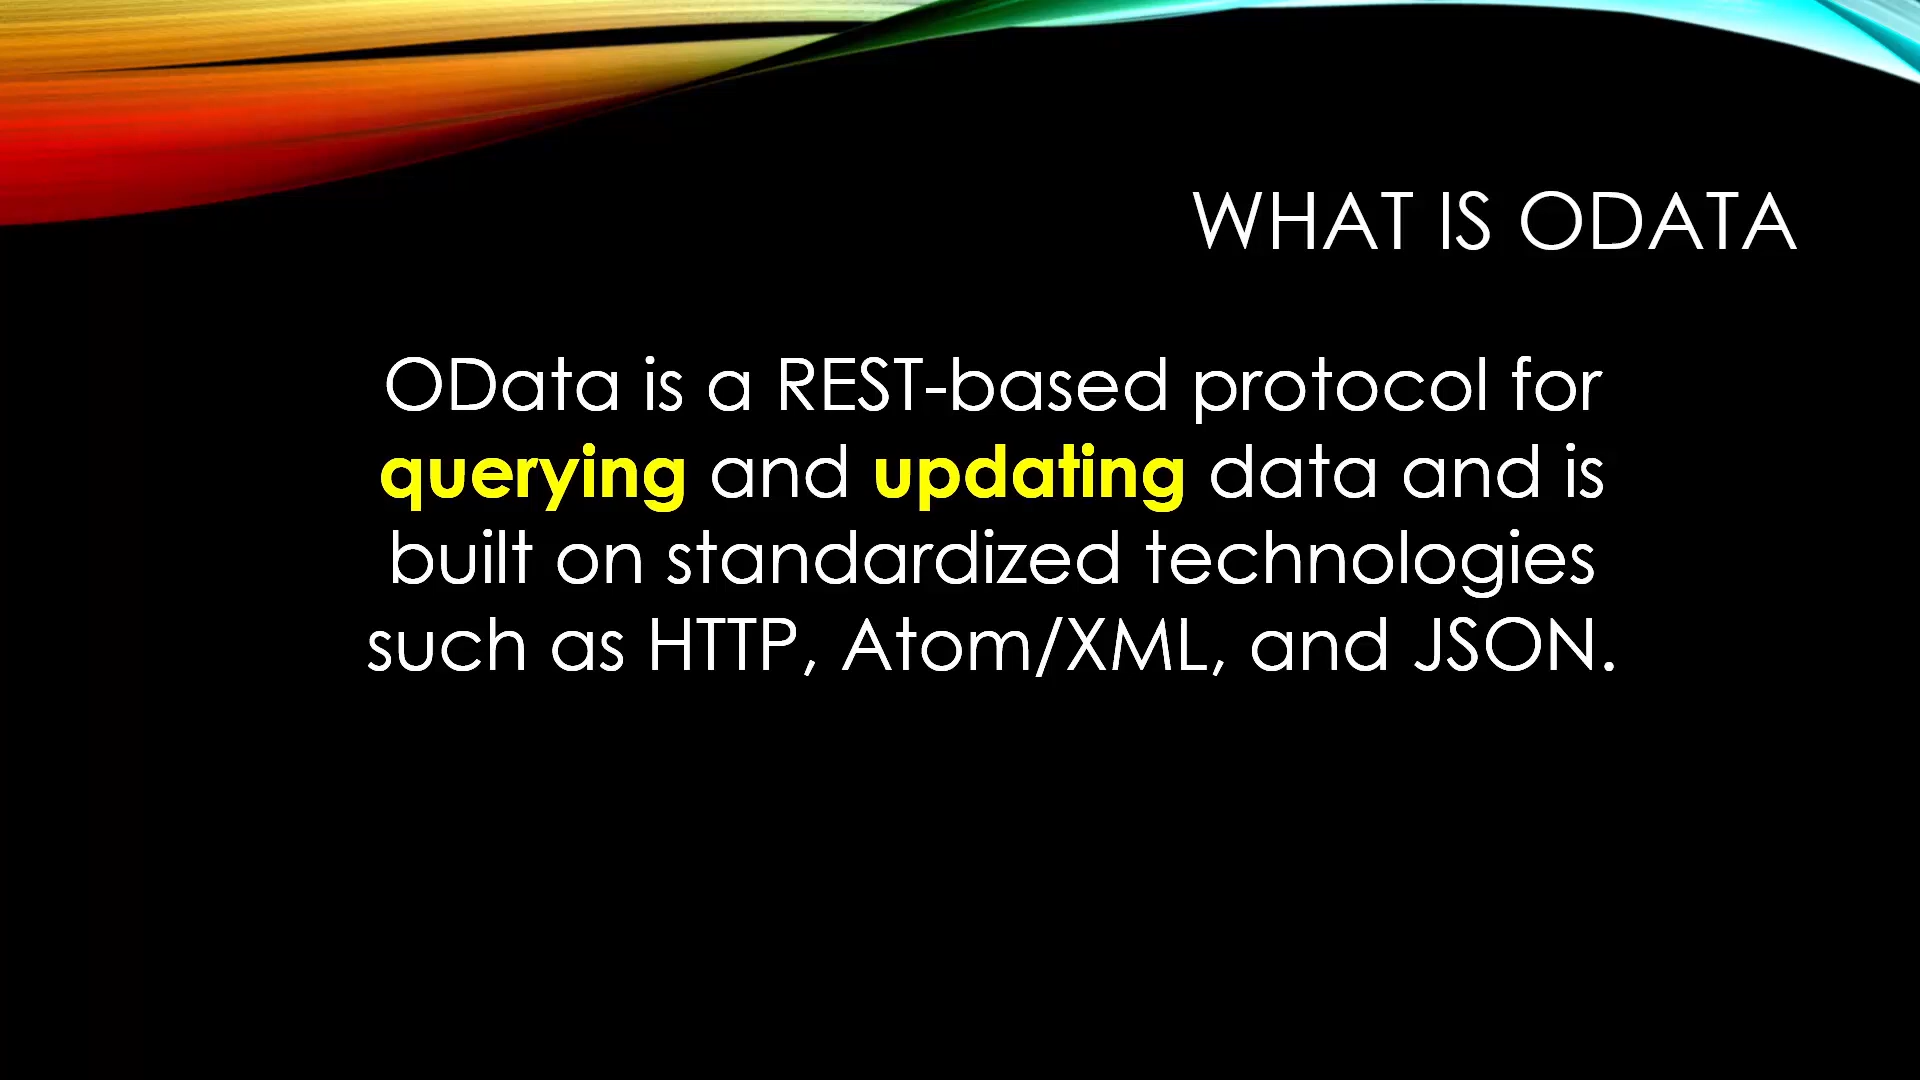 WHAT IS ODATA
OData is a REST-based protocol for
querying and updating data and is
built on standardized technologies
such as HTTP, Atom/XML, and JSON.